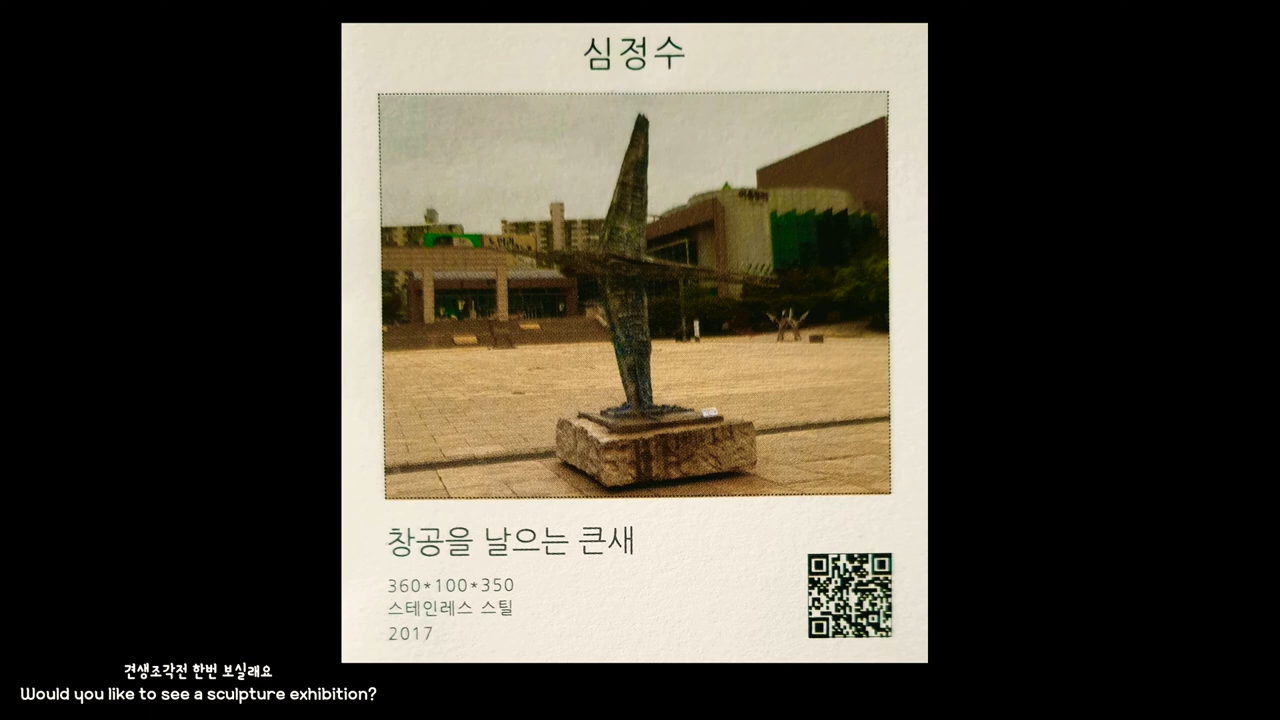 심정수
창공을 날으는 큰새
360*100*350
스테인레스 스틸
2017
견생조각전 한번 보실래요
Would you like to see a sculpture exhibition?